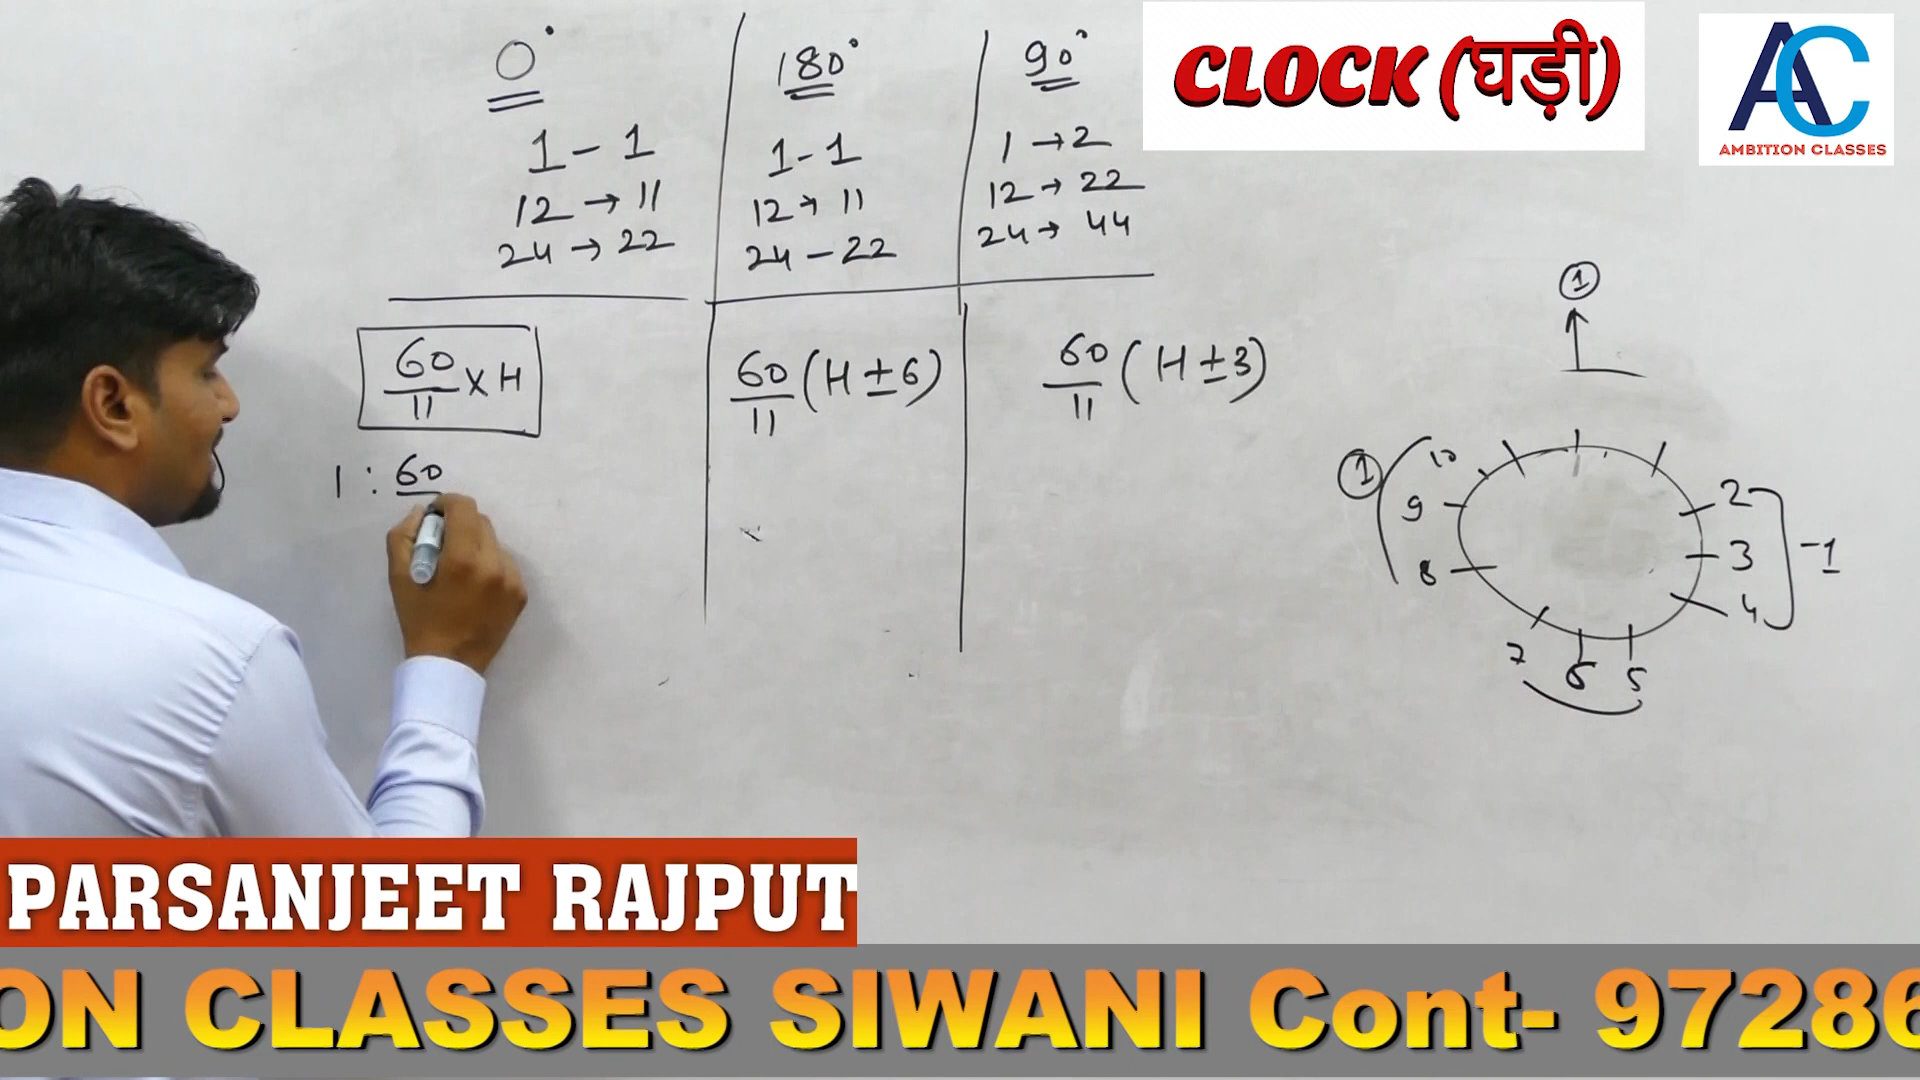 0°
1 - 1
12 → 11
24 → 22
60/11 × H
1 : 60
180°
1 - 1
12 → 11
24 - 22
60/11 (H ± 6)
90°
1 → 2
12 → 22
24 → 44
60/11 (H ± 3)
CLOCK (घड़ी)
AC
AMBITION CLASSES
1
1
10
9
8
7
6
5
4
3
2
-1
PARSANJEET RAJPUT
ON CLASSES SIWANI Cont- 97286